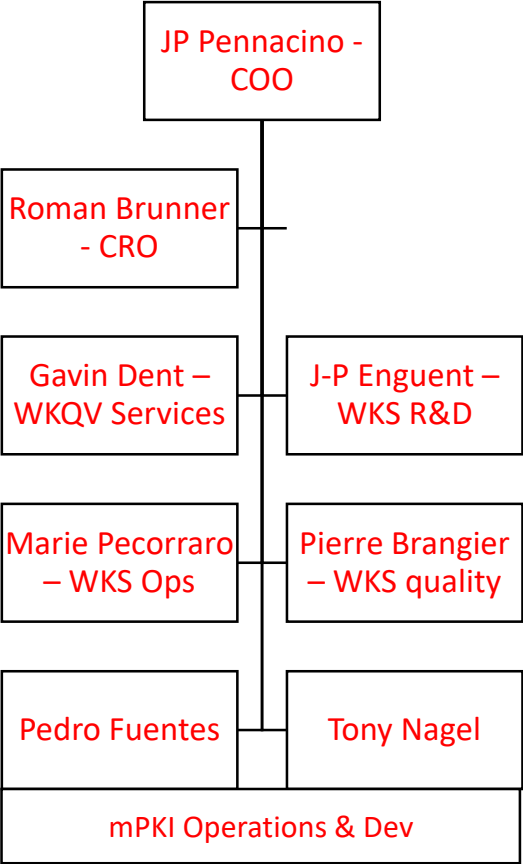 JP Pennacino -
COO
Roman Brunner
- CRO
Gavin Dent –
WKQV Services
J-P Enguent –
WKS R&D
Marie Pecorraro
– WKS Ops
Pierre Brangier
– WKS quality
Pedro Fuentes
Tony Nagel
mPKI Operations & Dev